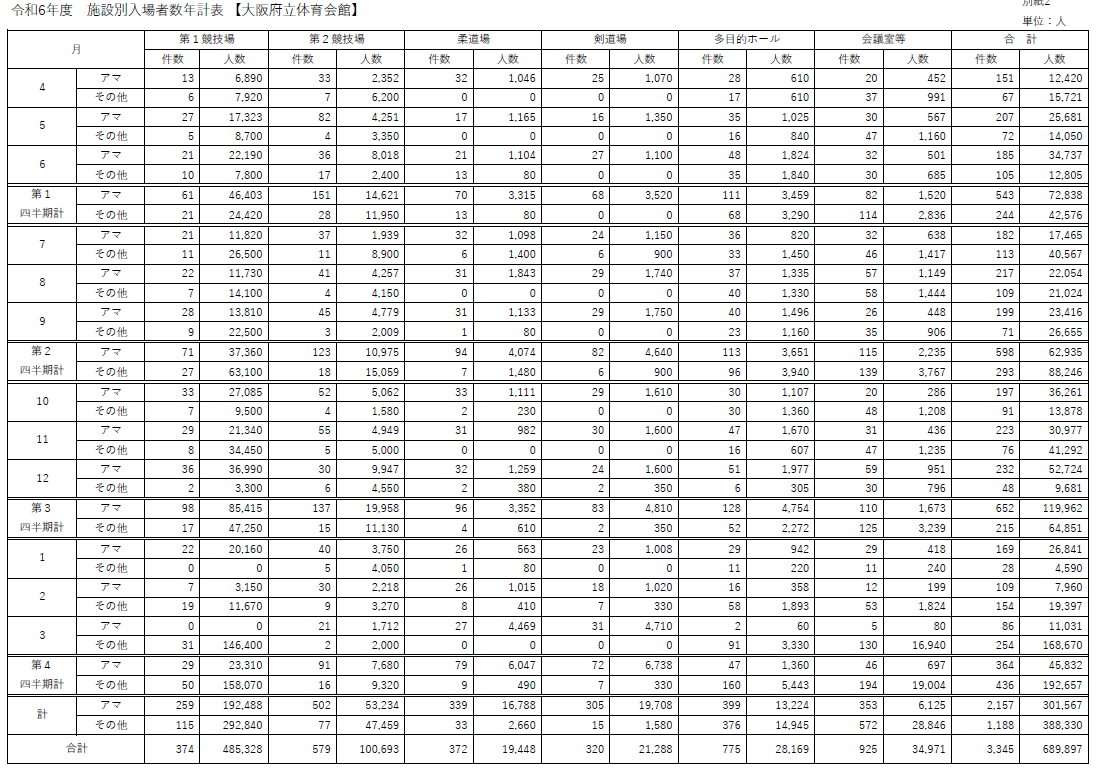 別紙2
令和6年度 施設別入場者数年計表 【大阪府立体育会館】
単位：人
月 第1競技場 第2競技場 柔道場 剣道場 多目的ホール 会議室等 合 計
件数 人数 件数 人数 件数 人数 件数 人数 件数 人数 件数 人数 件数 人数
4 アマ 13 6,890 33 2,352 32 1,046 25 1,070 28 610 20 452 151 12,420
その他 6 7,920 7 6,200 0 0 0 0 17 610 37 991 67 15,721
5 アマ 27 17,323 82 4,251 17 1,165 16 1,350 35 1,025 30 567 207 25,681
その他 5 8,700 4 3,350 0 0 0 0 16 840 47 1,160 72 14,050
6 アマ 21 22,190 36 8,018 21 1,104 27 1,100 48 1,824 32 501 185 34,737
その他 10 7,800 17 2,400 13 80 0 0 35 1,840 30 685 105 12,805
第1 四半期計 アマ 61 46,403 151 14,621 70 3,315 68 3,520 111 3,459 82 1,520 543 72,838
その他 21 24,420 28 11,950 13 80 0 0 68 3,290 114 2,836 244 42,576
7 アマ 21 11,820 37 1,939 32 1,098 24 1,150 36 820 32 638 182 17,465
その他 11 26,500 11 8,900 6 1,400 6 900 33 1,450 46 1,417 113 40,567
8 アマ 22 11,730 41 4,257 31 1,843 29 1,740 37 1,335 57 1,149 217 22,054
その他 7 14,100 4 4,150 0 0 0 0 40 1,330 58 1,444 109 21,024
9 アマ 28 13,810 45 4,779 31 1,133 29 1,750 40 1,496 26 448 199 23,416
その他 9 22,500 3 2,009 1 80 0 0 23 1,160 35 906 71 26,655
第2 四半期計 アマ 71 37,360 123 10,975 94 4,074 82 4,640 113 3,651 115 2,235 598 62,935
その他 27 63,100 18 15,059 7 1,480 6 900 96 3,940 139 3,767 293 88,246
10 アマ 33 27,085 52 5,062 33 1,111 29 1,610 30 1,107 20 286 197 36,261
その他 7 9,500 4 1,580 2 230 0 0 30 1,360 48 1,208 91 13,878
11 アマ 29 21,340 55 4,949 31 982 30 1,600 47 1,670 31 436 223 30,977
その他 8 34,450 5 5,000 0 0 0 0 16 607 47 1,235 76 41,292
12 アマ 36 36,990 30 9,947 32 1,259 24 1,600 51 1,977 59 951 232 52,724
その他 2 3,300 6 4,550 2 380 2 350 6 305 30 796 48 9,681
第3 四半期計 アマ 98 85,415 137 19,958 96 3,352 83 4,810 128 4,754 110 1,673 652 119,962
その他 17 47,250 15 11,130 4 610 2 350 52 2,272 125 3,239 215 64,851
1 アマ 22 20,160 40 3,750 26 563 23 1,008 29 942 29 418 169 26,841
その他 0 0 5 4,050 1 80 0 0 11 220 11 240 28 4,590
2 アマ 7 3,150 30 2,218 26 1,015 18 1,020 16 358 12 199 109 7,960
その他 19 11,670 9 3,270 8 410 7 330 58 1,893 53 1,824 154 19,397
3 アマ 0 0 21 1,712 27 4,469 31 4,710 2 60 5 80 86 11,031
その他 31 146,400 2 2,000 0 0 0 0 91 3,330 130 16,940 254 168,670
第4 四半期計 アマ 29 23,310 91 7,680 79 6,047 72 6,738 47 1,360 46 697 364 45,832
その他 50 158,070 16 9,320 9 490 7 330 160 5,443 194 19,004 436 192,657
計 アマ 259 192,488 502 53,234 339 16,788 305 19,708 399 13,224 353 6,125 2,157 301,567
その他 115 292,840 77 47,459 33 2,660 15 1,580 376 14,945 572 28,846 1,188 388,330
合計 374 485,328 579 100,693 372 19,448 320 21,288 775 28,169 925 34,971 3,345 689,897